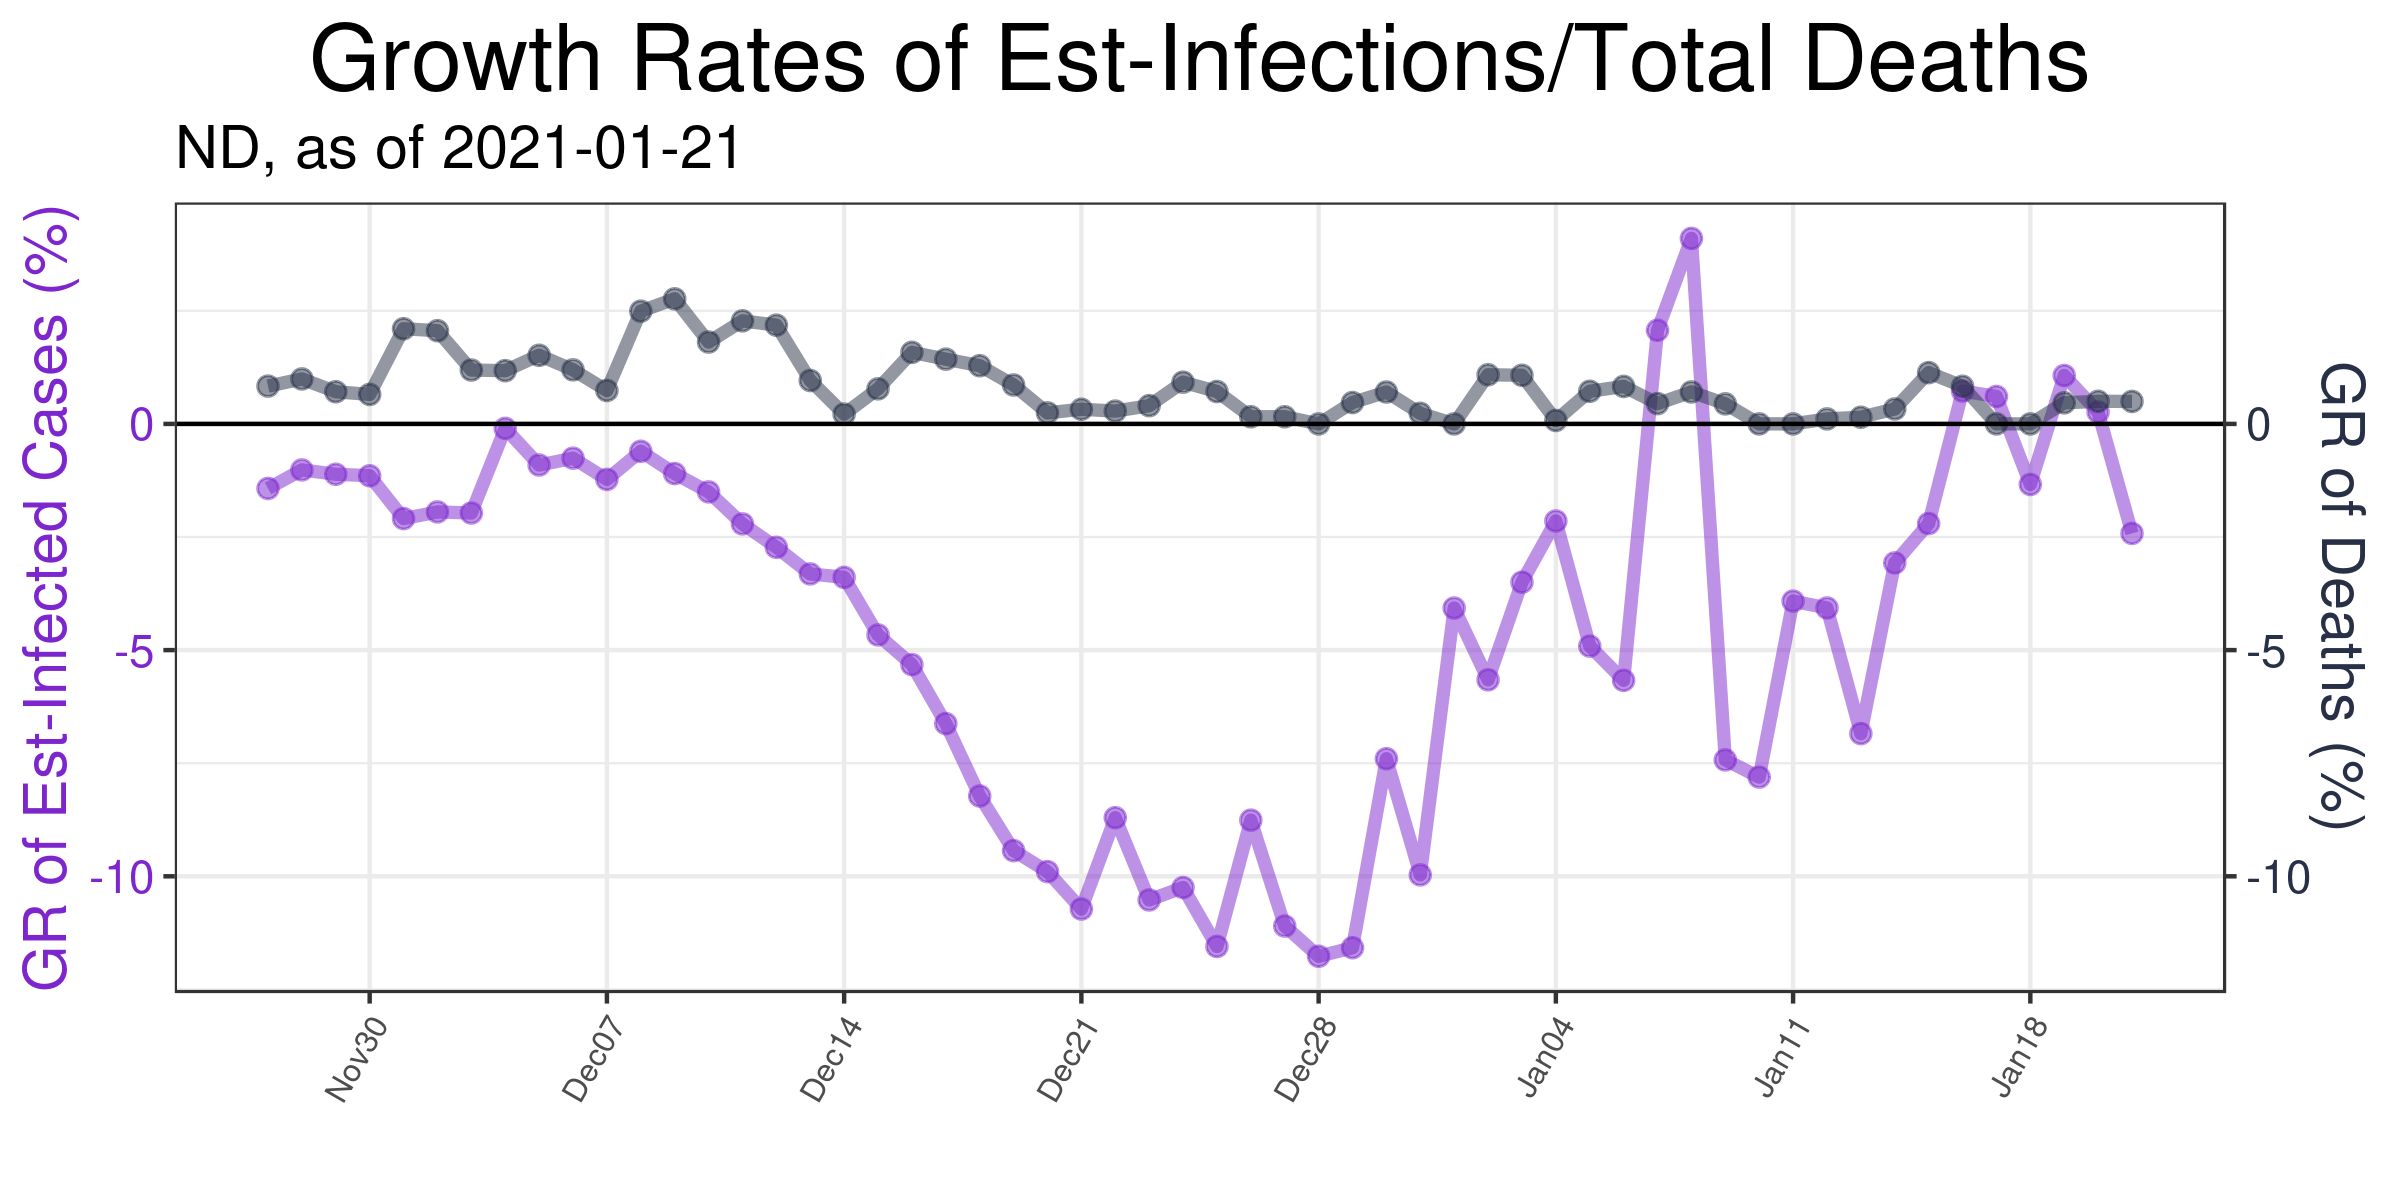 Growth Rates of Est-Infections/Total Deaths
ND, as of 2021-01-21
GR of Est-Infected Cases (%)
0
-5
-10
0
-5
-10
GR of Deaths (%)
Nov30
Dec07
Dec14
Dec21
Dec28
Jan04
Jan11
Jan18